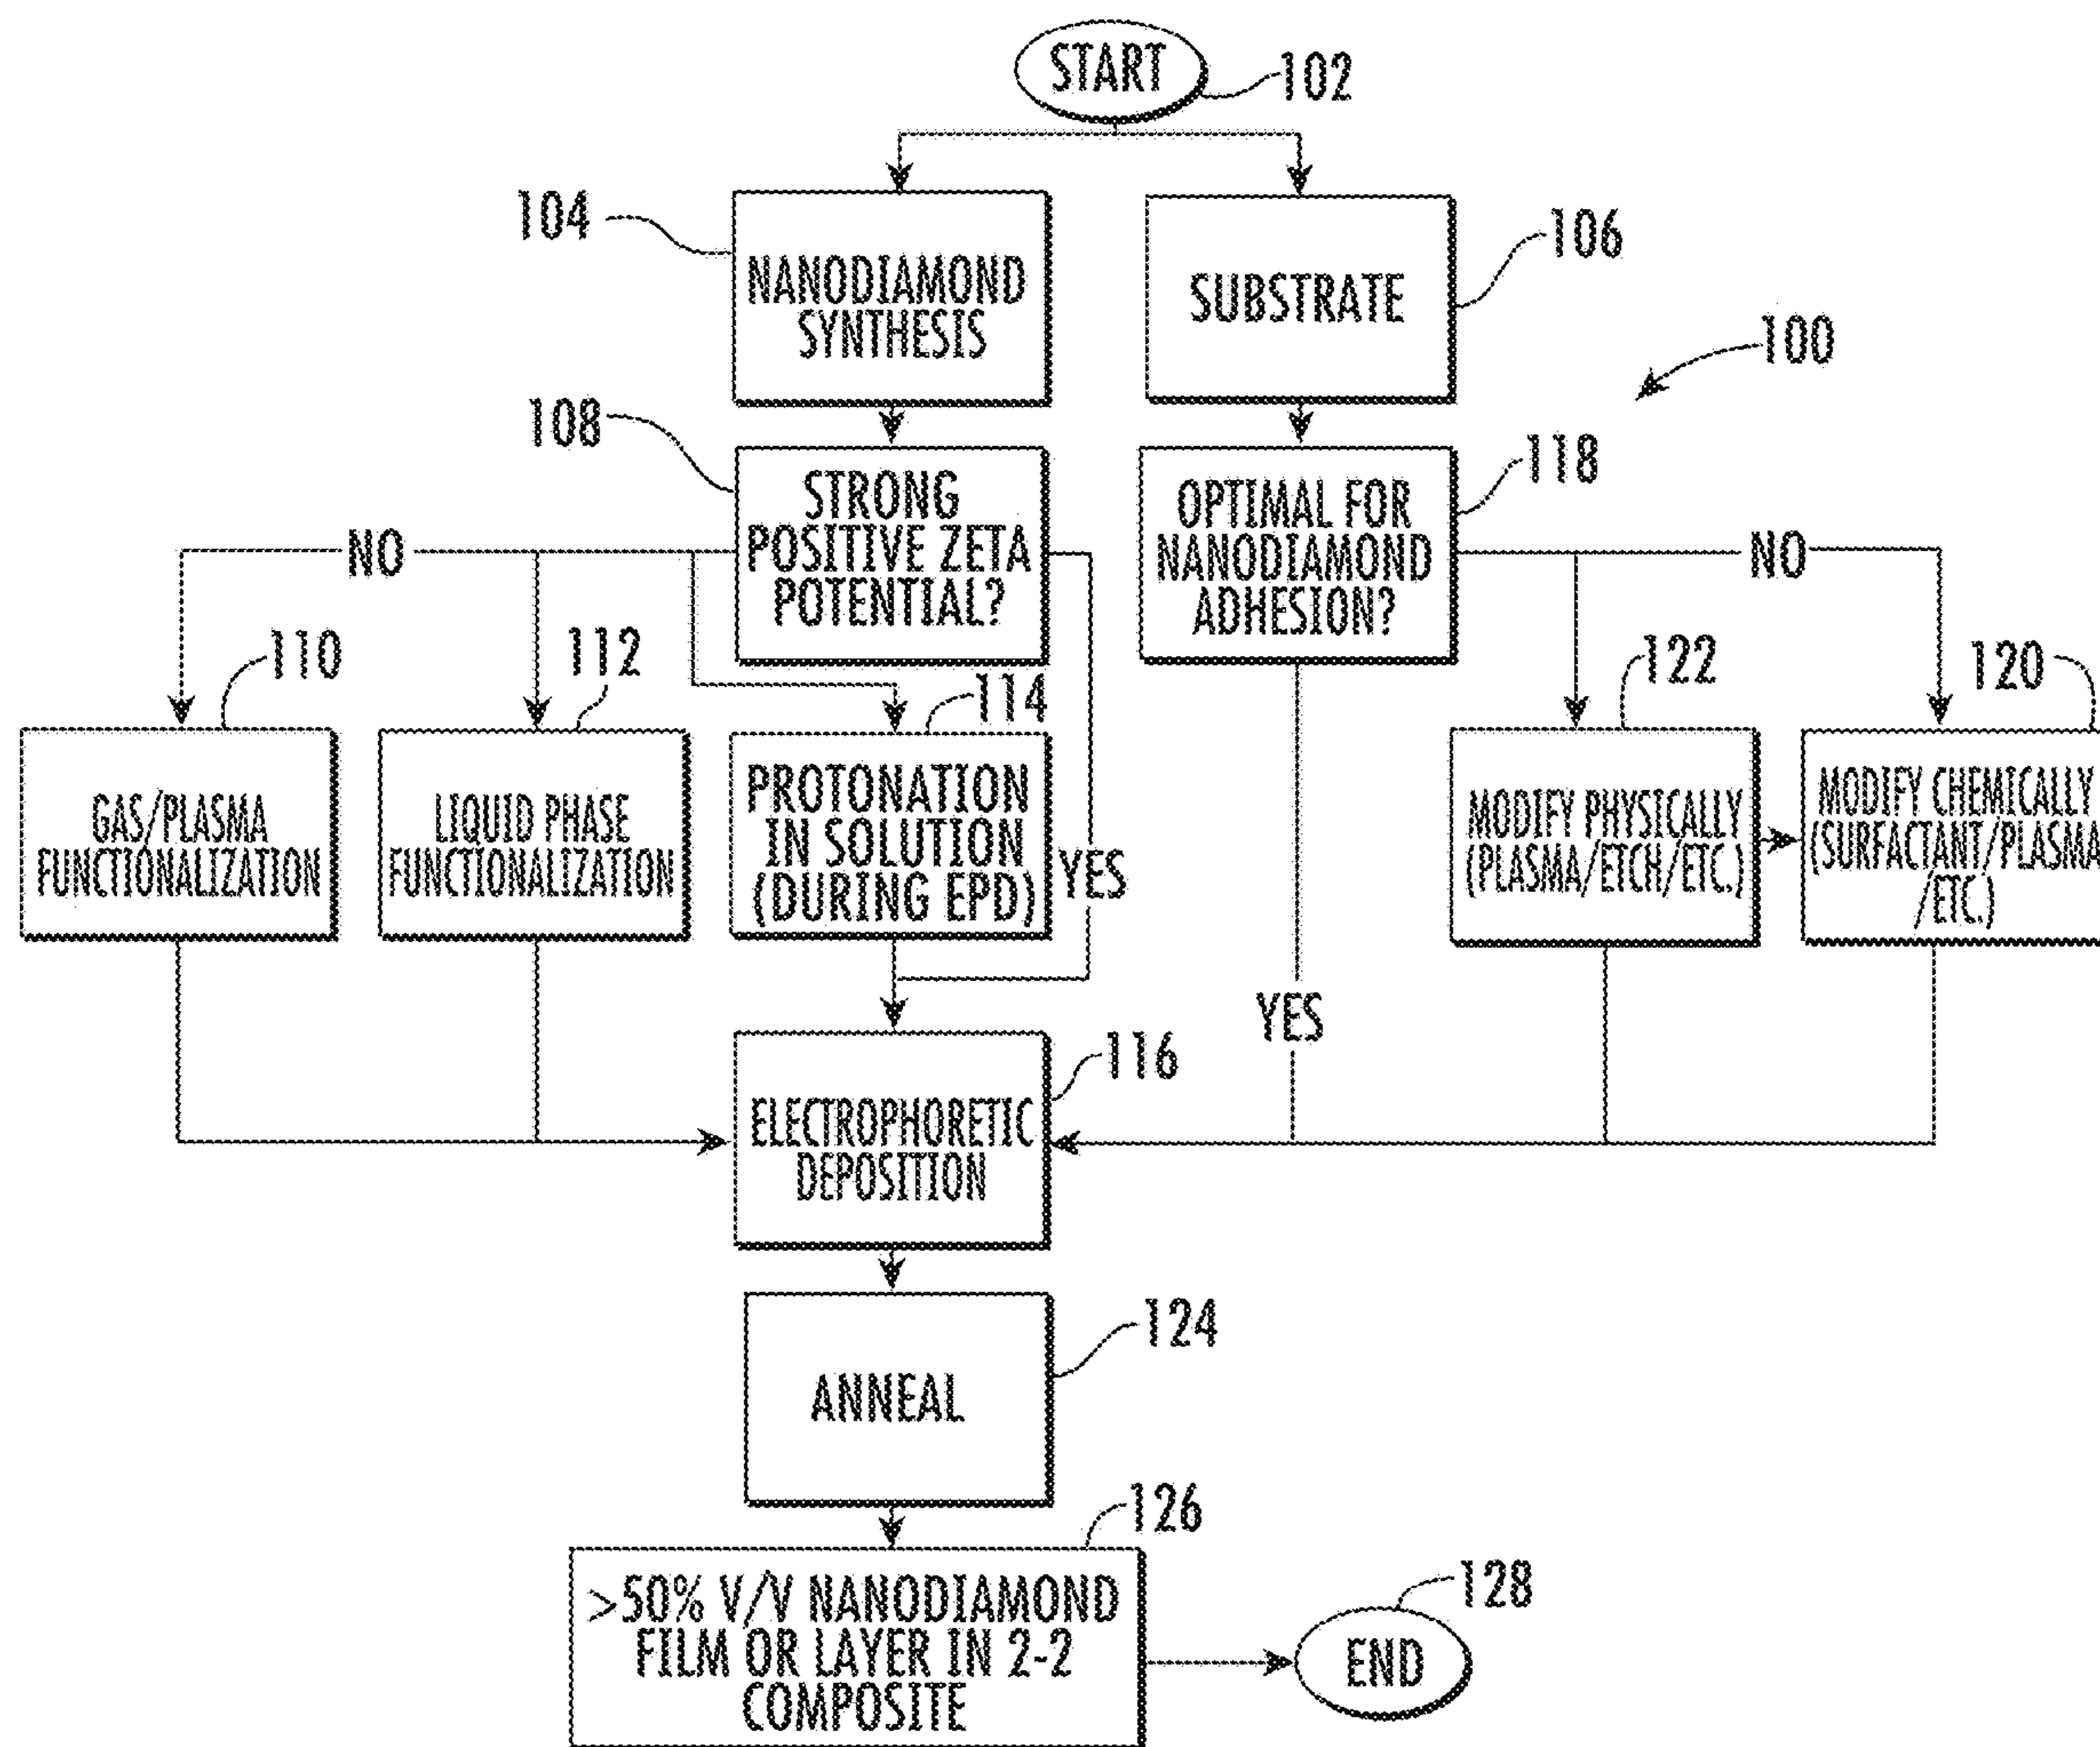 START
102
104
NANODIAMOND
SYNTHESIS
106
SUBSTRATE
100
108
STRONG
POSITIVE ZETA
POTENTIAL?
118
OPTIMAL FOR
NANODIAMOND
ADHESION?
NO
NO
110
GAS/PLASMA
FUNCTIONALIZATION
112
LIQUID PHASE
FUNCTIONALIZATION
114
PROTONATION
IN SOLUTION
(DURING EPD)
YES
YES
122
MODIFY PHYSICALLY
(PLASMA/ETCH/ETC.)
120
MODIFY CHEMICALLY
(SURFACTANT/PLASMA
/ETC.)
116
ELECTROPHORETIC
DEPOSITION
124
ANNEAL
126
>50% V/V NANODIAMOND
FILM OR LAYER IN 2-2
COMPOSITE
128
END